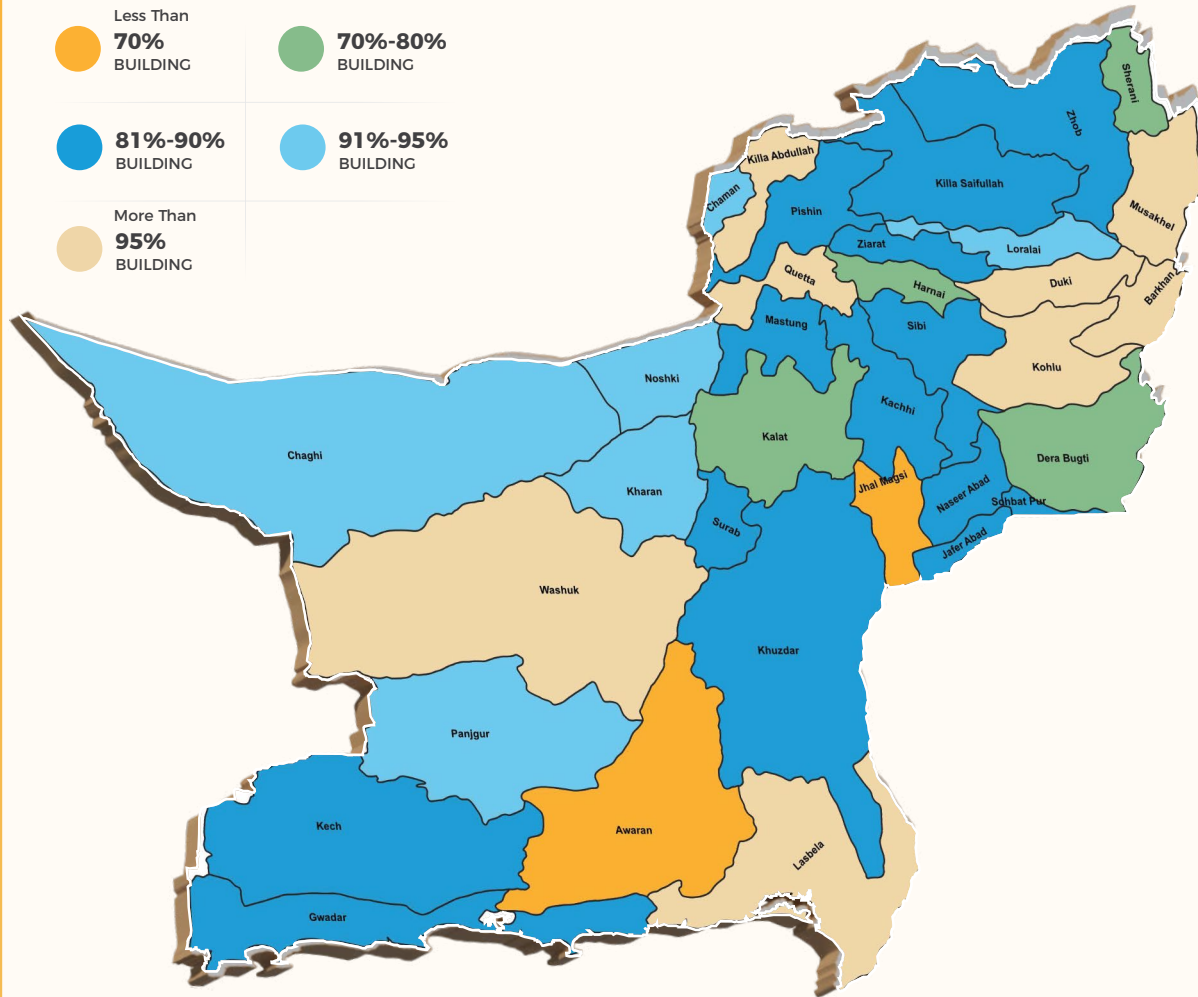 Less Than
70%
BUILDING
70%-80%
BUILDING
81%-90%
BUILDING
91%-95%
BUILDING
More Than
95%
BUILDING
Sherani
Zhob
Killa Abdullah
Killa Saifullah
Chaman
Pishin
Musakhel
Ziarat
Loralai
Quetta
Harnai
Duki
Barkhan
Mastung
Sibi
Kohlu
Noshki
Kachhi
Kalat
Chaghi
Dera Bugti
Jhal Magsi
Kharan
Naseer Abad
Sohbat Pur
Surab
Jafer Abad
Washuk
Khuzdar
Panjgur
Kech
Awaran
Lasbela
Gwadar